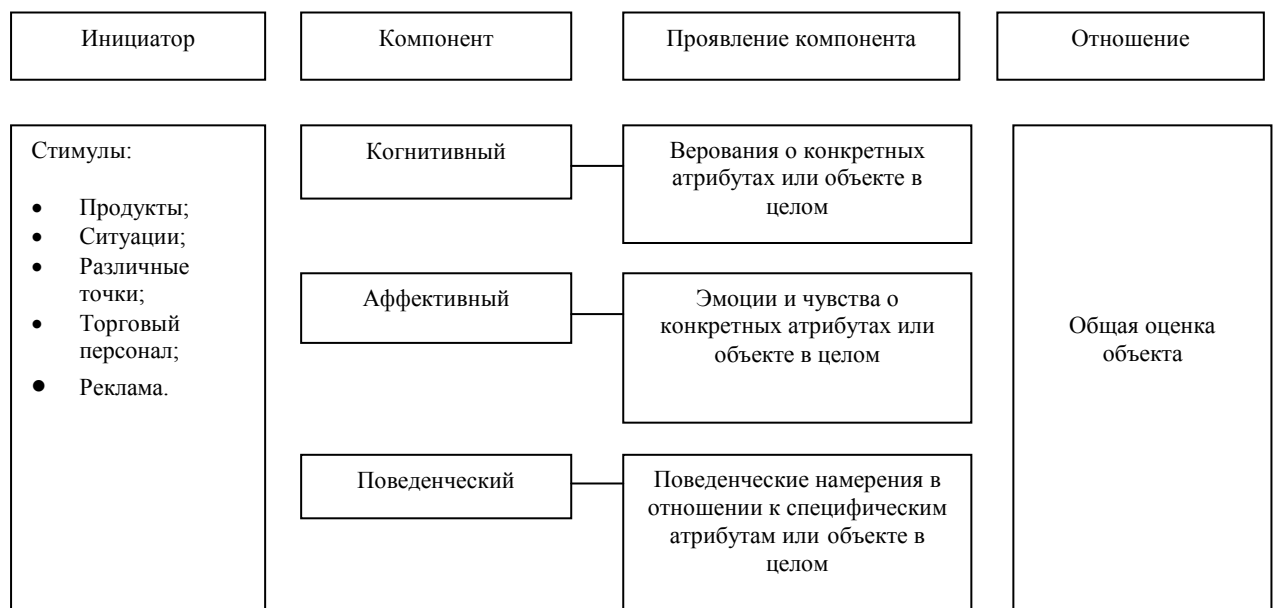 Инициатор
Компонент
Проявление компонента
Отношение
Стимулы:
• Продукты;
• Ситуации;
• Различные
точки;
• Торговый
персонал;
• Реклама.
Когнитивный
Верования о конкретных
атрибутах или объекте в
целом
Аффективный
Эмоции и чувства о
конкретных атрибутах или
объекте в целом
Поведенческий
Поведенческие намерения в
отношении к специфическим
атрибутам или объекте в
целом
Общая оценка
объекта